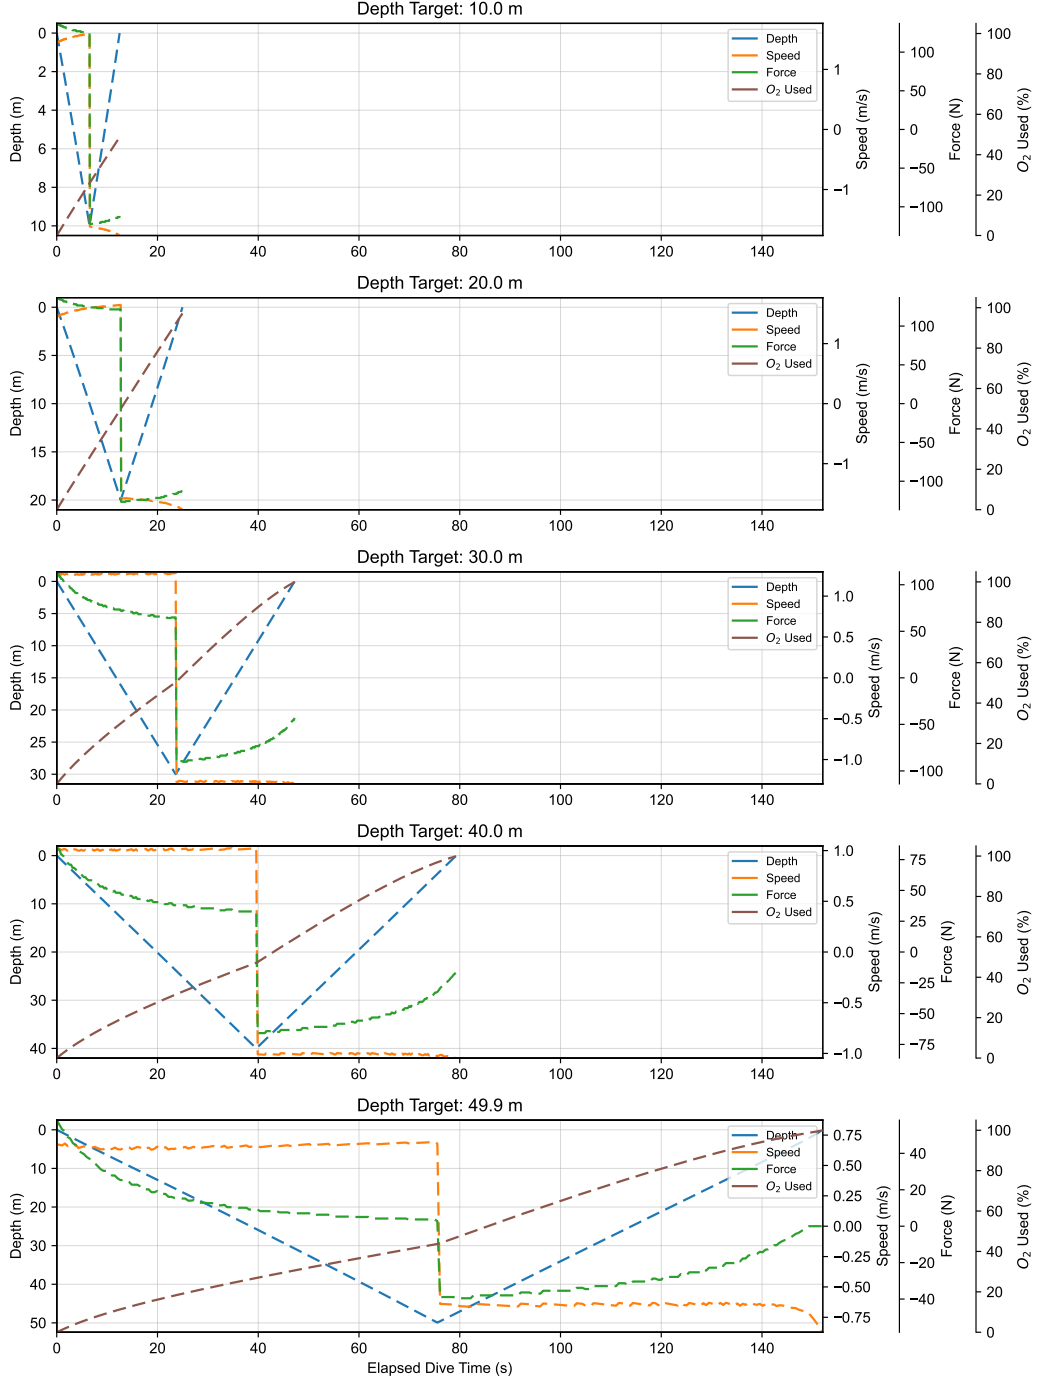 Depth Target: 10.0 m
0
2
4
6
8
10
Depth (m)
0 20 40 60 80 100 120 140
Depth
Speed
Force
O2 Used
1
0
−1
Speed (m/s)
100
50
0
−50
−100
Force (N)
100
80
60
40
20
0
O2 Used (%)
Depth Target: 20.0 m
0
5
10
15
20
Depth (m)
0 20 40 60 80 100 120 140
Depth
Speed
Force
O2 Used
1
0
−1
Speed (m/s)
100
50
0
−50
−100
Force (N)
100
80
60
40
20
0
O2 Used (%)
Depth Target: 30.0 m
0
5
10
15
20
25
30
Depth (m)
0 20 40 60 80 100 120 140
Depth
Speed
Force
O2 Used
1.0
0.5
0.0
−0.5
−1.0
Speed (m/s)
100
50
0
−50
−100
Force (N)
100
80
60
40
20
0
O2 Used (%)
Depth Target: 40.0 m
0
10
20
30
40
Depth (m)
0 20 40 60 80 100 120 140
Depth
Speed
Force
O2 Used
1.0
0.5
0.0
−0.5
−1.0
Speed (m/s)
75
50
25
0
−25
−50
−75
Force (N)
100
80
60
40
20
0
O2 Used (%)
Depth Target: 49.9 m
0
10
20
30
40
50
Depth (m)
0 20 40 60 80 100 120 140
Elapsed Dive Time (s)
Depth
Speed
Force
O2 Used
0.75
0.50
0.25
0.00
−0.25
−0.50
−0.75
Speed (m/s)
40
20
0
−20
−40
Force (N)
100
80
60
40
20
0
O2 Used (%)